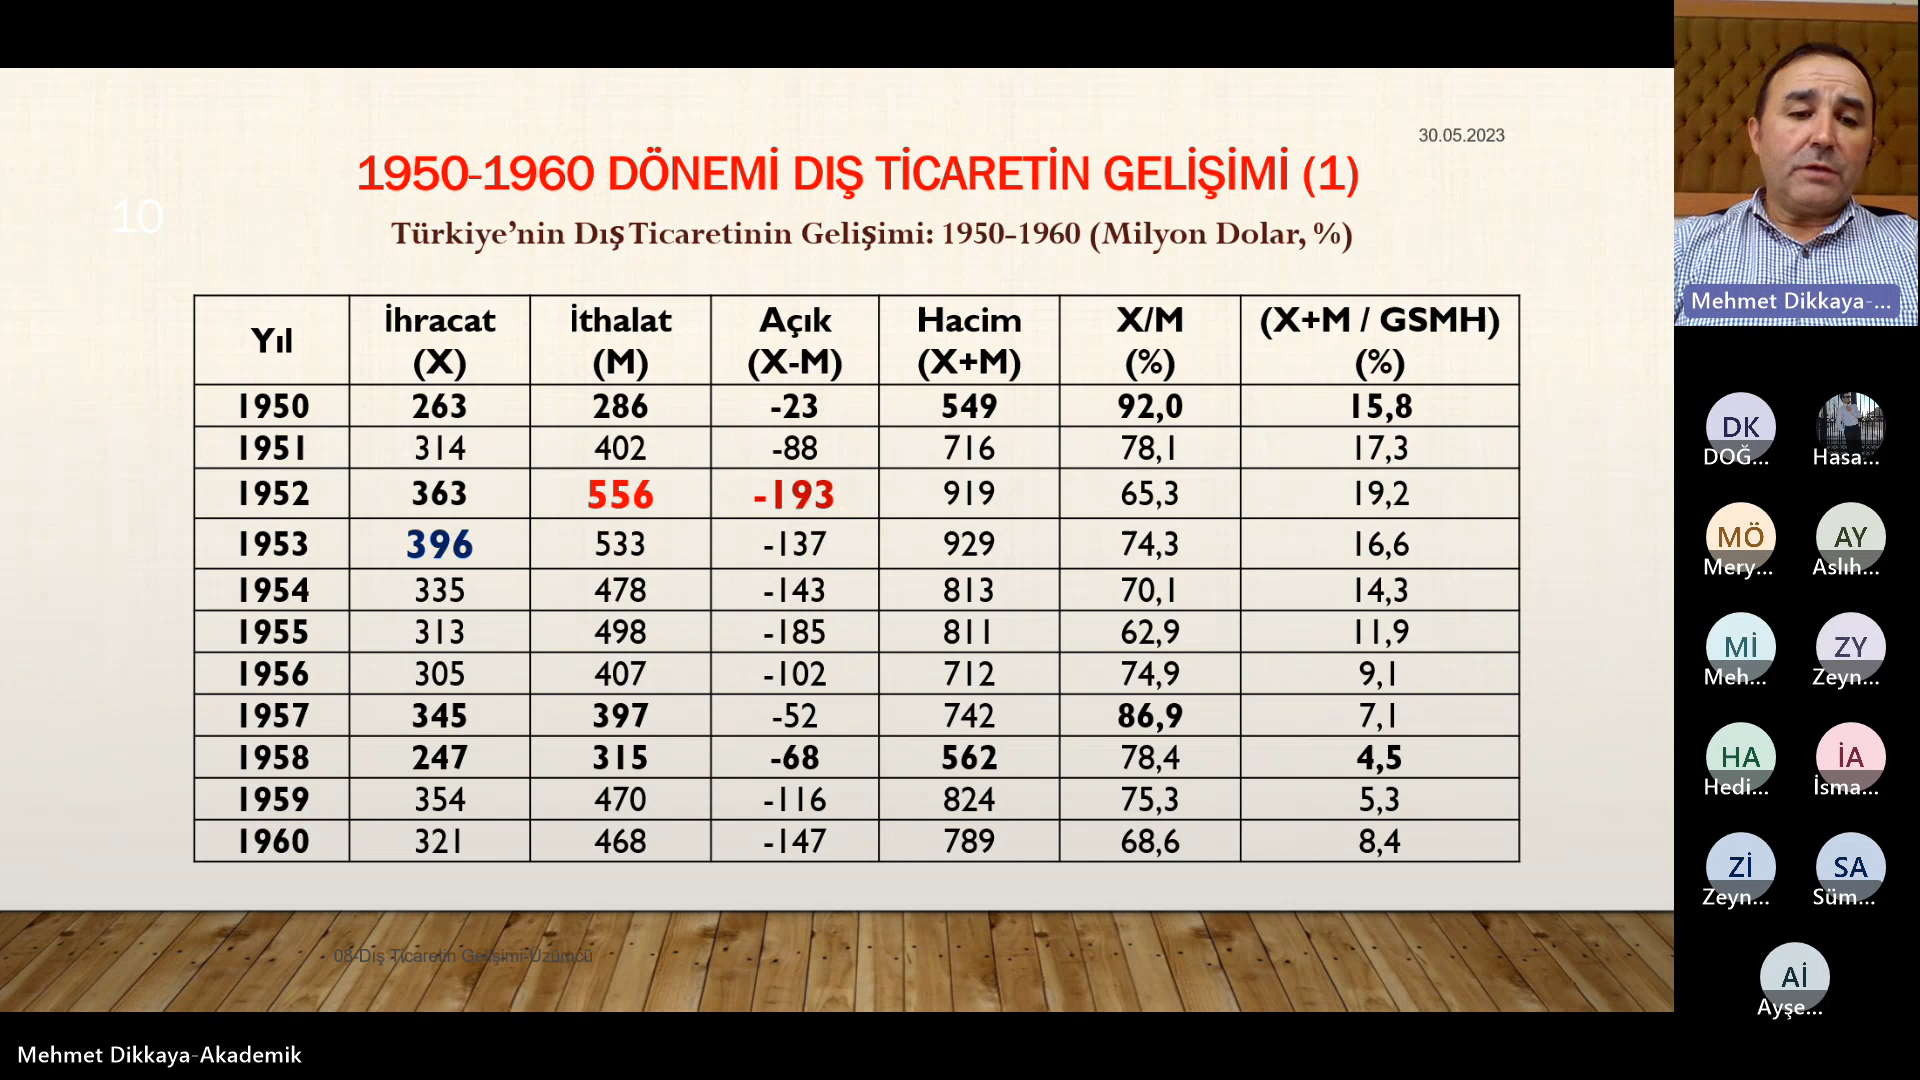 30.05.2023
1950-1960 DÖNEMİ DIŞ TİCARETİN GELİŞİMİ (1)
10
Türkiye’nin Dış Ticaretinin Gelişimi: 1950-1960 (Milyon Dolar, %)
Yıl İhracat (X) İthalat (M) Açık (X-M) Hacim (X+M) X/M (%) (X+M / GSMH) (%)
1950 263 286 -23 549 92,0 15,8
1951 314 402 -88 716 78,1 17,3
1952 363 556 -193 919 65,3 19,2
1953 396 533 -137 929 74,3 16,6
1954 335 478 -143 813 70,1 14,3
1955 313 498 -185 811 62,9 11,9
1956 305 407 -102 712 74,9 9,1
1957 345 397 -52 742 86,9 7,1
1958 247 315 -68 562 78,4 4,5
1959 354 470 -116 824 75,3 5,3
1960 321 468 -147 789 68,6 8,4
08-Dış Ticaretin Gelişimi-Üzümcü
Mehmet Dikkaya-Akademik
Mehmet Dikkaya-...
DK
DOĞ...
Hasa...
MÖ
Mery...
AY
Aslıh...
Mİ
Meh...
ZY
Zeyn...
HA
Hedi...
İA
İsma...
Zİ
Zeyn...
SA
Süm...
Aİ
Ayşe...